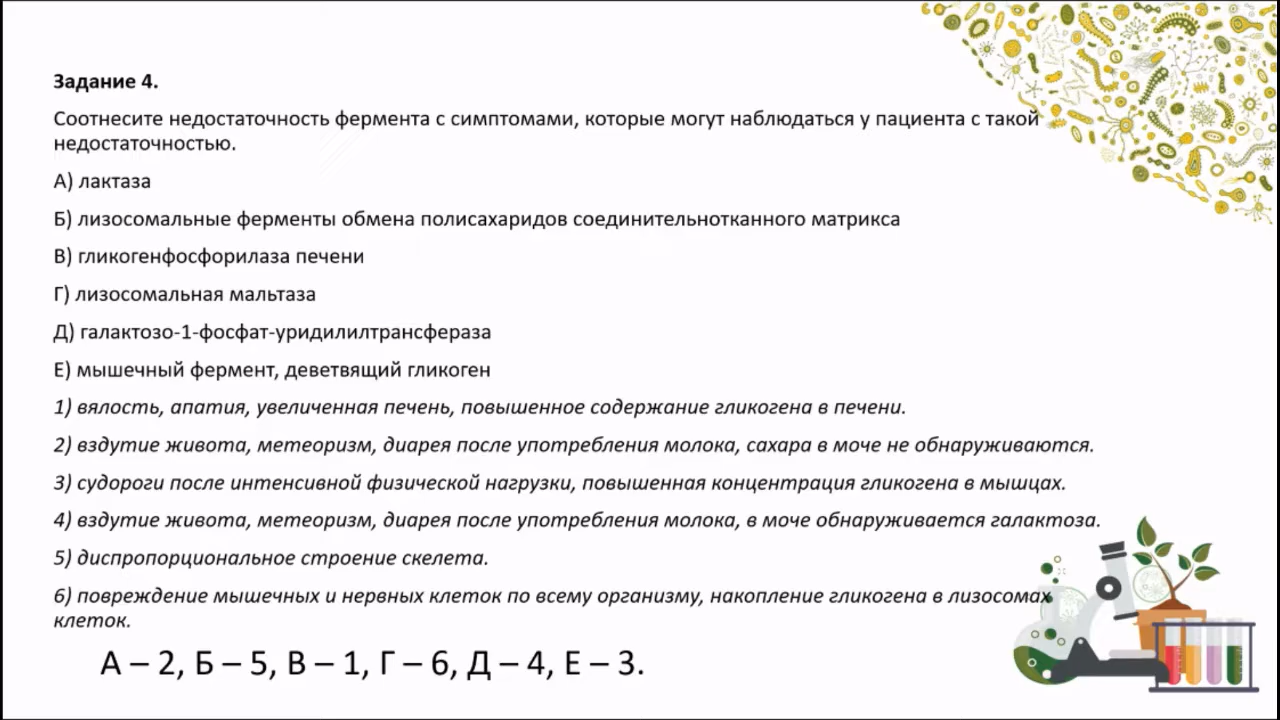 Задание 4.
Соотнесите недостаточность фермента с симптомами, которые могут наблюдаться у пациента с такой
недостаточностью.
А) лактаза
Б) лизосомальные ферменты обмена полисахаридов соединительнотканного матрикса
В) гликогенфосфорилаза печени
Г) лизосомальная мальтаза
Д) галактозо-1-фосфат-уридилилтрансфераза
Е) мышечный фермент, деветвящий гликоген
1) вялость, апатия, увеличенная печень, повышенное содержание гликогена в печени.
2) вздутие живота, метеоризм, диарея после употребления молока, сахара в моче не обнаруживаются.
3) судороги после интенсивной физической нагрузки, повышенная концентрация гликогена в мышцах.
4) вздутие живота, метеоризм, диарея после употребления молока, в моче обнаруживается галактоза.
5) диспропорциональное строение скелета.
6) повреждение мышечных и нервных клеток по всему организму, накопление гликогена в лизосомах
клеток.
А – 2, Б – 5, В – 1, Г – 6, Д – 4, Е – 3.